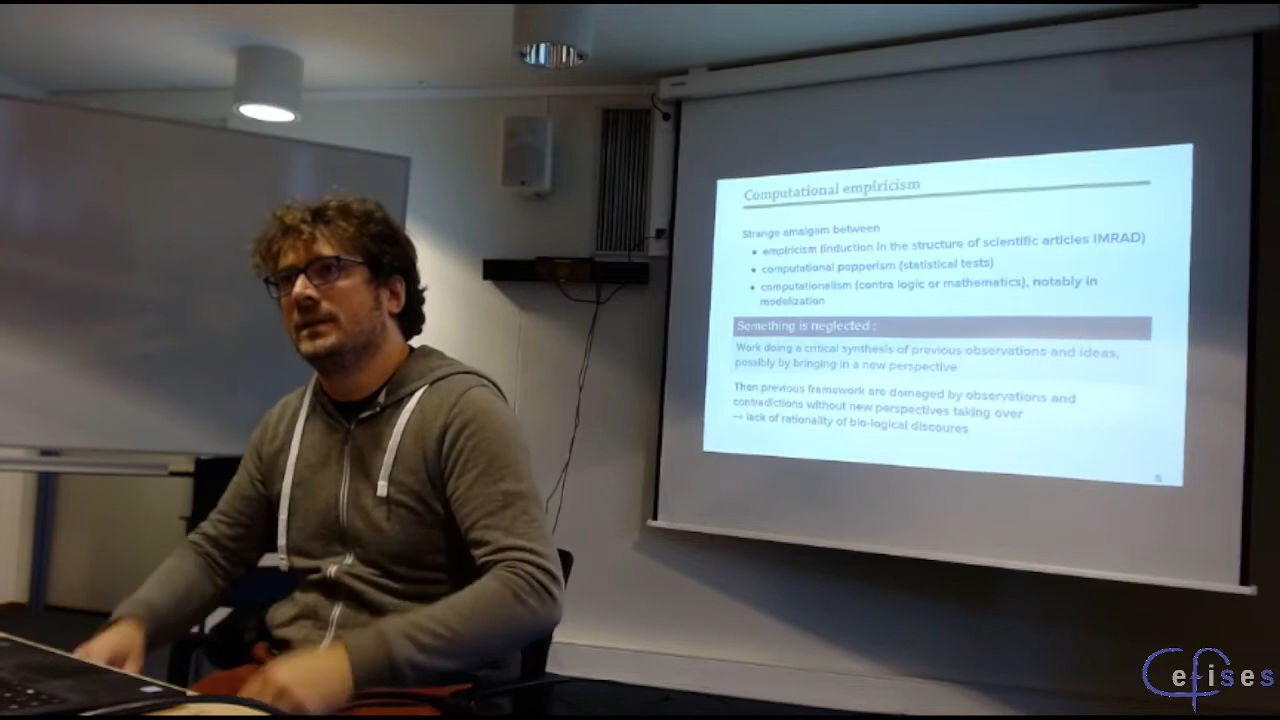 Computational empiricism
Strange amalgam between
• empiricism (induction in the structure of scientific articles IMRAD)
• computational popperism (statistical tests)
• computationalism (contra logic or mathematics), notably in
modelization
Something is neglected :
Work doing a critical synthesis of previous observations and ideas,
possibly by bringing in a new perspective
Then previous framework are damaged by observations and
contradictions without new perspectives taking over
→ lack of rationality of bio-logical discoures
5
Cefises